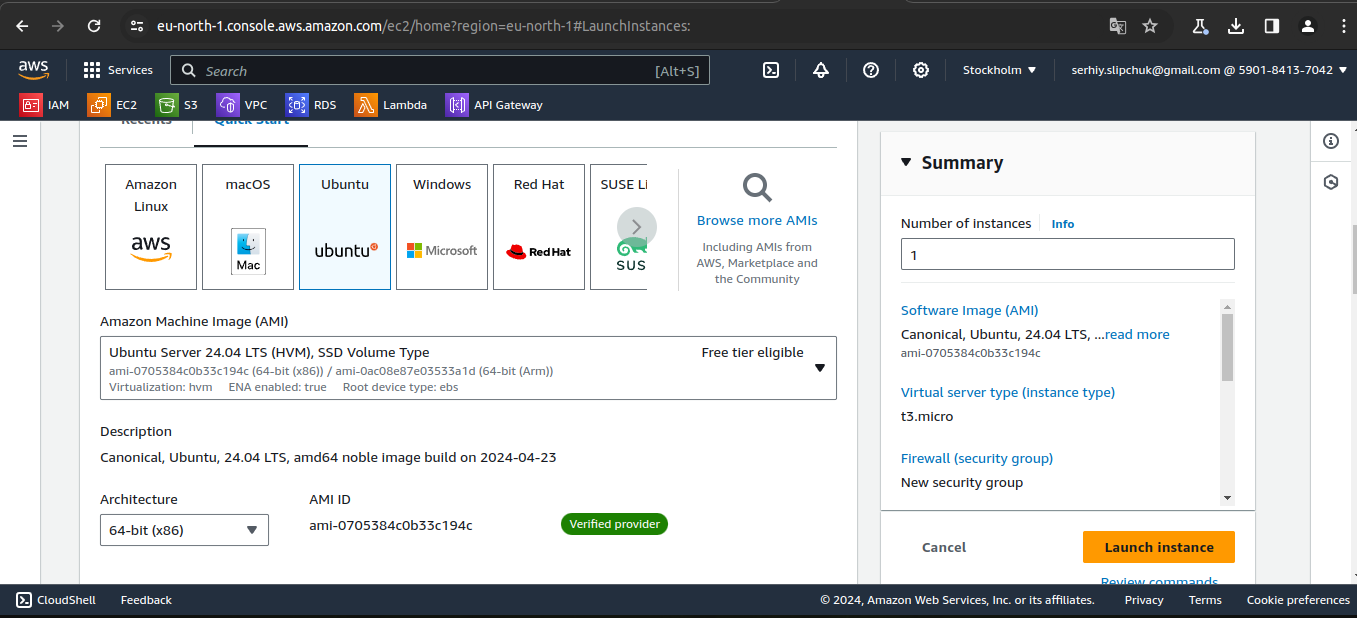 eu-north-1.console.aws.amazon.com/ec2/home?region=eu-north-1#LaunchInstances:
aws
Services
Search
[Alt+S]
Stockholm
serhiy.slipchuk@gmail.com @ 5901-8413-7042
IAM
EC2
S3
VPC
RDS
Lambda
API Gateway
Recents
Quick Start
Amazon
Linux
aws
macOS
Mac
Ubuntu
ubuntu
Windows
Microsoft
Red Hat
Red Hat
SUSE LI
SUS
Browse more AMIs
Including AMIs from
AWS, Marketplace and
the Community
Amazon Machine Image (AMI)
Ubuntu Server 24.04 LTS (HVM), SSD Volume Type
Free tier eligible
ami-0705384c0b33c194c (64-bit (x86)) / ami-0ac08e87e03533a1d (64-bit (Arm))
Virtualization: hvm ENA enabled: true Root device type: ebs
Description
Canonical, Ubuntu, 24.04 LTS, amd64 noble image build on 2024-04-23
Architecture
64-bit (x86)
AMI ID
ami-0705384c0b33c194c
Verified provider
Summary
Number of instances
Info
1
Software Image (AMI)
Canonical, Ubuntu, 24.04 LTS, ...read more
ami-0705384c0b33c194c
Virtual server type (instance type)
t3.micro
Firewall (security group)
New security group
Cancel
Launch instance
Review commands
CloudShell
Feedback
© 2024, Amazon Web Services, Inc. or its affiliates.
Privacy
Terms
Cookie preferences